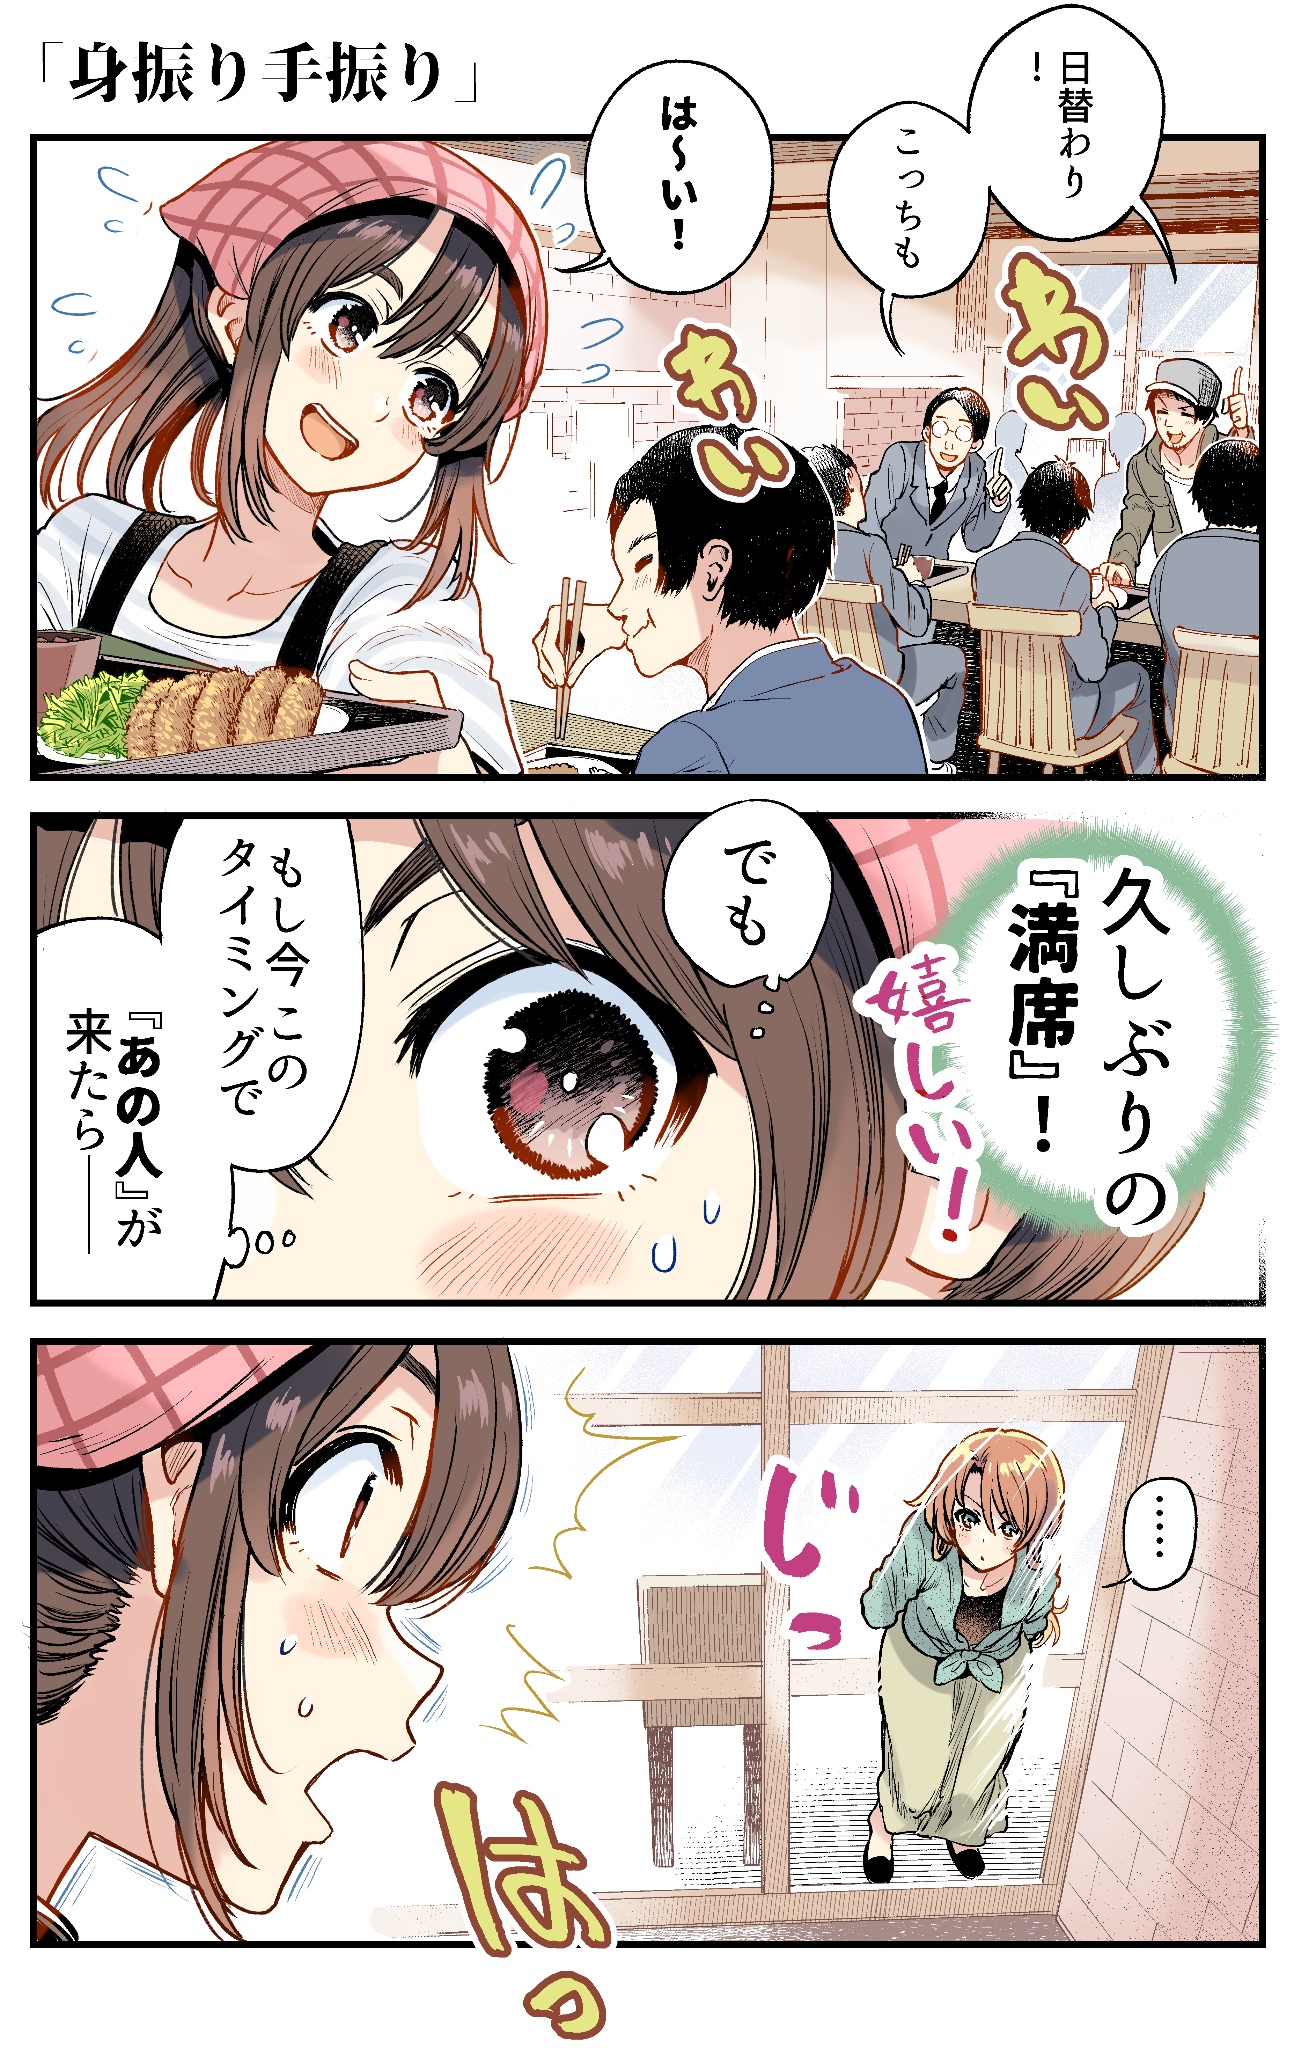 「身振り手振り」
日替わり
！
こっちも
は〜い！
わい
わい
久しぶりの
『満席』！
嬉しい！
でも
もし今この
タイミングで
『あの人』が
来たら――
……
じっ
はっ